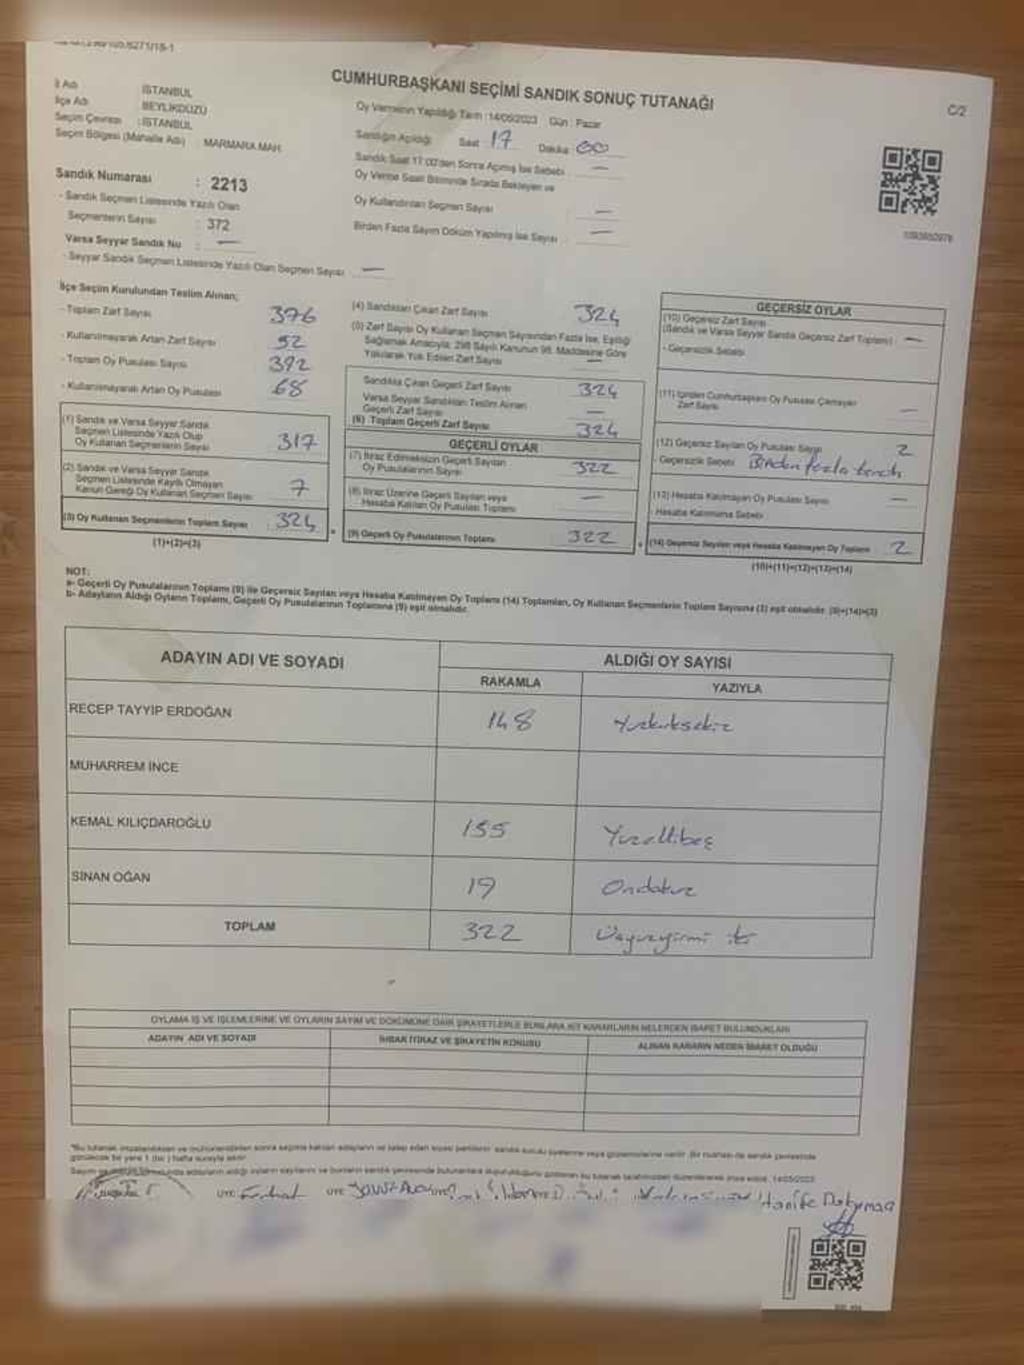 CUMHURBAŞKANI SEÇİMİ SANDIK SONUÇ TUTANAĞI
C/2
İl Adı İSTANBUL
İlçe Adı BEYLİKDÜZÜ
Seçim Çevresi : İSTANBUL
Seçim Bölgesi (Mahalle Adı) : MARMARA MAH.
Sandık Numarası : 2213
- Sandık Seçmen Listesinde Yazılı Olan
Seçmenlerin Sayısı : 372
Varsa Seyyar Sandık No : —
- Seyyar Sandık Seçmen Listesinde Yazılı Olan Seçmen Sayısı : —
Oy Vermenin Yapıldığı Tarih : 14/05/2023 Gün : Pazar
Sandığın Açıldığı Saat 17 Dakika 00
Sandık Saat 17:00'den Sonra Açılmış İse Sebebi : —
Oy Verme Saati Bitiminde Sırada Bekleyen ve
Oy Kullandırılan Seçmen Sayısı : —
Birden Fazla Sayım Döküm Yapılmış İse Sayısı : —
İlçe Seçim Kurulundan Teslim Alınan;
- Toplam Zarf Sayısı 376
- Kullanılmayarak Artan Zarf Sayısı 52
- Toplam Oy Pusulası Sayısı 392
- Kullanılmayarak Artan Oy Pusulası 68
(1) Sandık ve Varsa Seyyar Sandık
Seçmen Listesinde Yazılı Olup
Oy Kullanan Seçmenlerin Sayısı 317
(2) Sandık ve Varsa Seyyar Sandık
Seçmen Listesinde Kayıtlı Olmayan
Kanun Gereği Oy Kullanan Seçmen Sayısı 7
(3) Oy Kullanan Seçmenlerin Toplam Sayısı 324
(1)+(2)=(3)
(4) Sandıktan Çıkan Zarf Sayısı 324
(5) Zarf Sayısı Oy Kullanan Seçmen Sayısından Fazla İse, Eşitliği
Sağlamak Amacıyla; 298 Sayılı Kanunun 98. Maddesine Göre
Yakılarak Yok Edilen Zarf Sayısı —
Sandıkta Çıkan Geçerli Zarf Sayısı 324
Varsa Seyyar Sandıktan Teslim Alınan
Geçerli Zarf Sayısı —
(6) Toplam Geçerli Zarf Sayısı 324
GEÇERLİ OYLAR
(7) İtiraz Edilmeksizin Geçerli Sayılan
Oy Pusulalarının Sayısı 322
(8) İtiraz Üzerine Geçerli Sayılan veya
Hesaba Katılan Oy Pusulası Toplamı —
(9) Geçerli Oy Pusulalarının Toplamı 322
GEÇERSİZ OYLAR
(10) Geçersiz Zarf Sayısı
(Sandık ve Varsa Seyyar Sandık Geçersiz Zarf Toplamı) : —
- Geçersizlik Sebebi
(11) İçinden Cumhurbaşkanı Oy Pusulası Çıkmayan
Zarf Sayısı —
(12) Geçersiz Sayılan Oy Pusulası Sayısı 2
- Geçersizlik Sebebi Birden fazla tercih
(13) Hesaba Katılmayan Oy Pusulası Sayısı —
- Hesaba Katılmama Sebebi
(14) Geçersiz Sayılan veya Hesaba Katılmayan Oy Toplamı 2
(10)+(11)+(12)+(13)=(14)
NOT:
a- Geçerli Oy Pusulalarının Toplamı (9) ile Geçersiz Sayılan veya Hesaba Katılmayan Oy Toplamı (14) Toplamları, Oy Kullanan Seçmenlerin Toplam Sayısına (3) eşit olmalıdır. (9)+(14)=(3)
b- Adayların Aldığı Oyların Toplamı, Geçerli Oy Pusulalarının Toplamına (9) eşit olmalıdır.
ADAYIN ADI VE SOYADI ALDIĞI OY SAYISI
RAKAMLA YAZIYLA
RECEP TAYYİP ERDOĞAN 148 Yuzkırksekiz
MUHARREM İNCE
KEMAL KILIÇDAROĞLU 155 Yuzellibeş
SİNAN OĞAN 19 Ondokuz
TOPLAM 322 Üçyuzyirmi
OYLAMA İŞ VE İŞLEMLERİNE VE OYLARIN SAYIM VE DÖKÜMÜNE DAİR ŞİKAYETLERLE BUNLARA AİT KARARLARIN NELERDEN İBARET BULUNDUKLARI
ADAYIN ADI VE SOYADI İHBAR İTİRAZ VE ŞİKAYETİN KONUSU ALINAN KARARIN NEDEN İBARET OLDUĞU
14/05/2023
Hanife